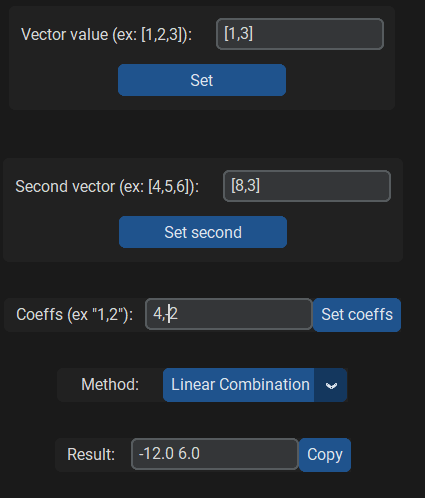 Vector value (ex: [1,2,3]): [1,3]
Set
Second vector (ex: [4,5,6]): [8,3]
Set second
Coeffs (ex "1,2"): 4,-2 Set coeffs
Method: Linear Combination
Result: -12.0 6.0 Copy